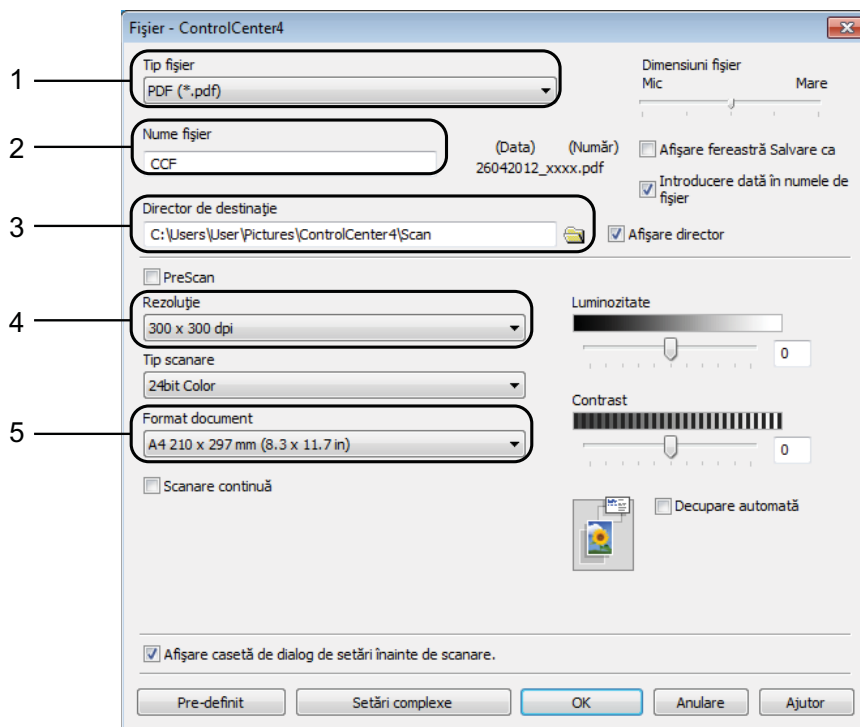 Fişier - ControlCenter4
1
Tip fişier
PDF (*.pdf)
Dimensiuni fişier
Mic Mare
2
Nume fişier
CCF
(Data) (Număr)
26042012_xxxx.pdf
Afişare fereastră Salvare ca
Introducere dată în numele de
fişier
3
Director de destinaţie
C:\Users\User\Pictures\ControlCenter4\Scan
Afişare director
PreScan
4
Rezoluţie
300 x 300 dpi
Tip scanare
24bit Color
5
Format document
A4 210 x 297 mm (8.3 x 11.7 in)
Scanare continuă
Luminozitate
0
Contrast
0
Decupare automată
Afişare casetă de dialog de setări înainte de scanare.
Pre-definit Setări complexe OK Anulare Ajutor